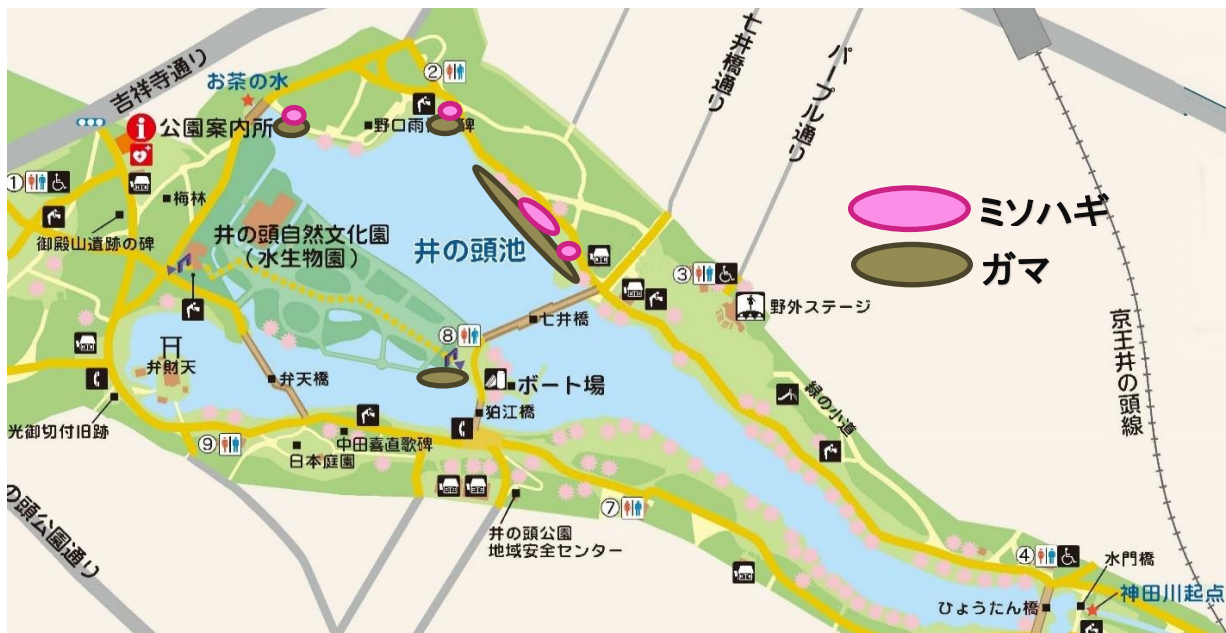 吉祥寺通り
お茶の水
②
七井橋通り
パープル通り
公園案内所
野口雨
碑
①
梅林
御殿山遺跡の碑
井の頭自然文化園
（水生物園）
井の頭池
ミソハギ
ガマ
③
野外ステージ
七井橋
⑧
京王井の頭線
弁財天
弁天橋
ボート場
狛江橋
緑の小道
光御切付旧跡
⑨
中田喜直歌碑
日本庭園
の頭公園通り
⑦
井の頭公園
地域安全センター
④
水門橋
神田川起点
ひょうたん橋